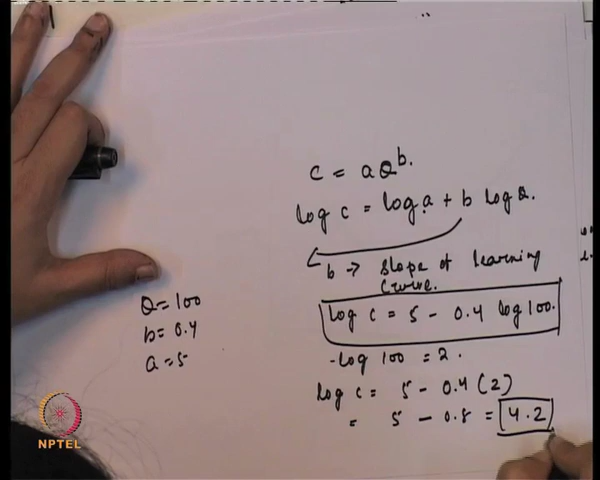 c = a Q^b.
log c = log a + b log Q.
b → slope of learning
curve.
log c = 5 - 0.4 log 100.
-log 100 = 2.
log c = 5 - 0.4 (2)
= 5 - 0.8 = 4.2
Q = 100
b = 0.4
a = 5
NPTEL